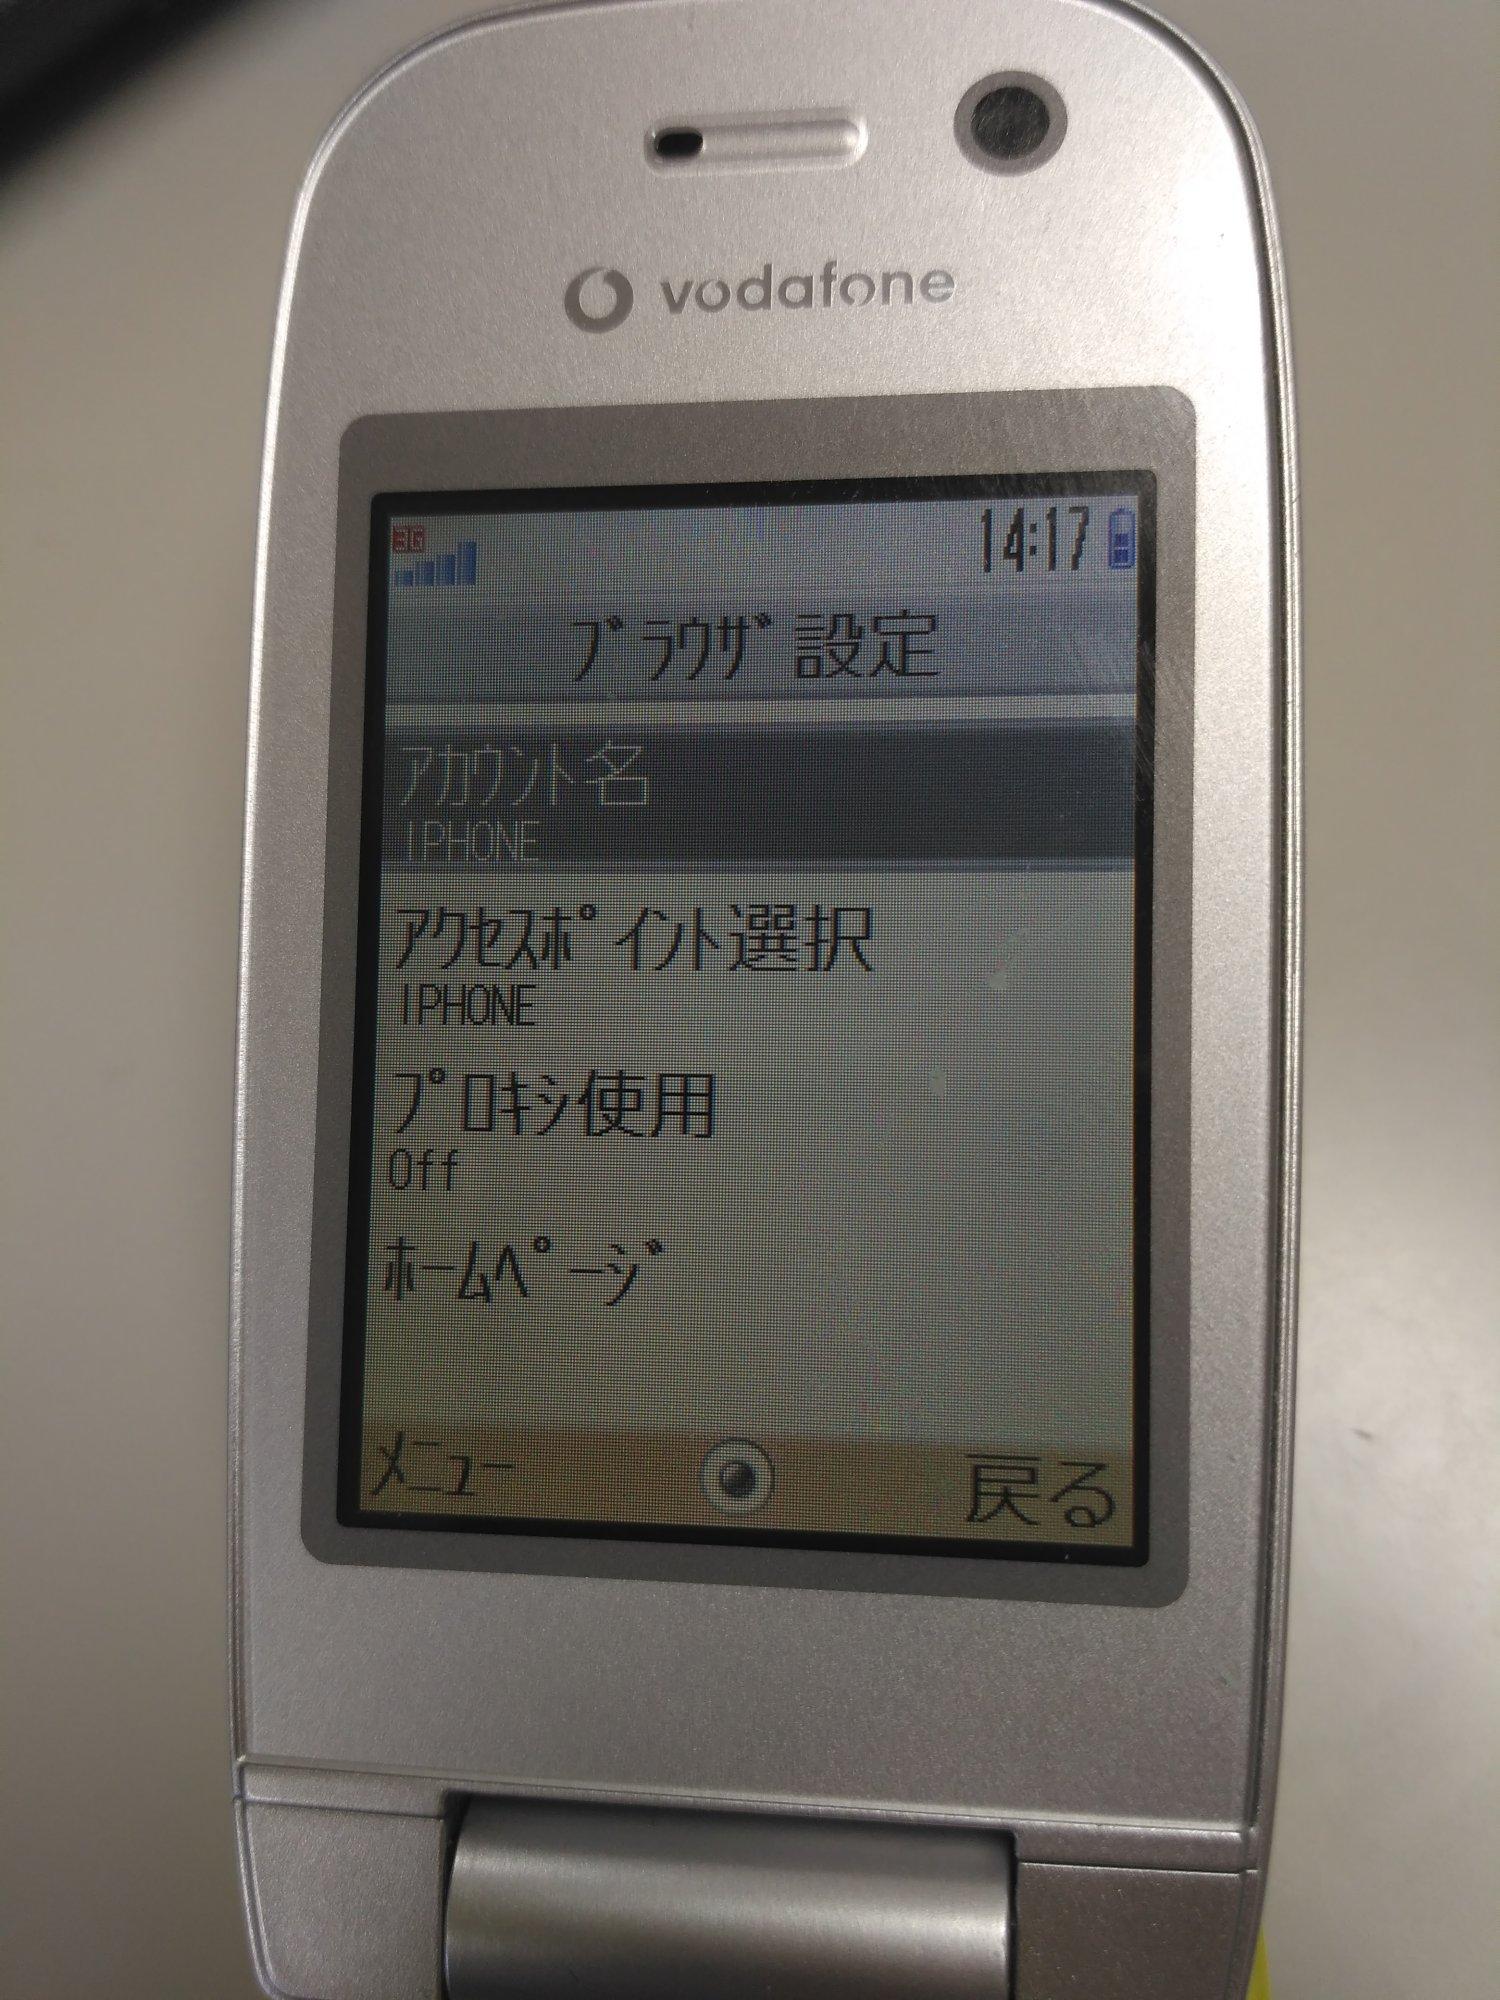 vodafone
3G 14:17
ﾌﾞﾗｳｻﾞ設定
ｱｶｳﾝﾄ名
IPHONE
ｱｸｾｽﾎﾟｲﾝﾄ選択
IPHONE
ﾌﾟﾛｷｼ使用
Off
ﾎｰﾑﾍﾟｰｼﾞ
ﾒﾆｭｰ 戻る